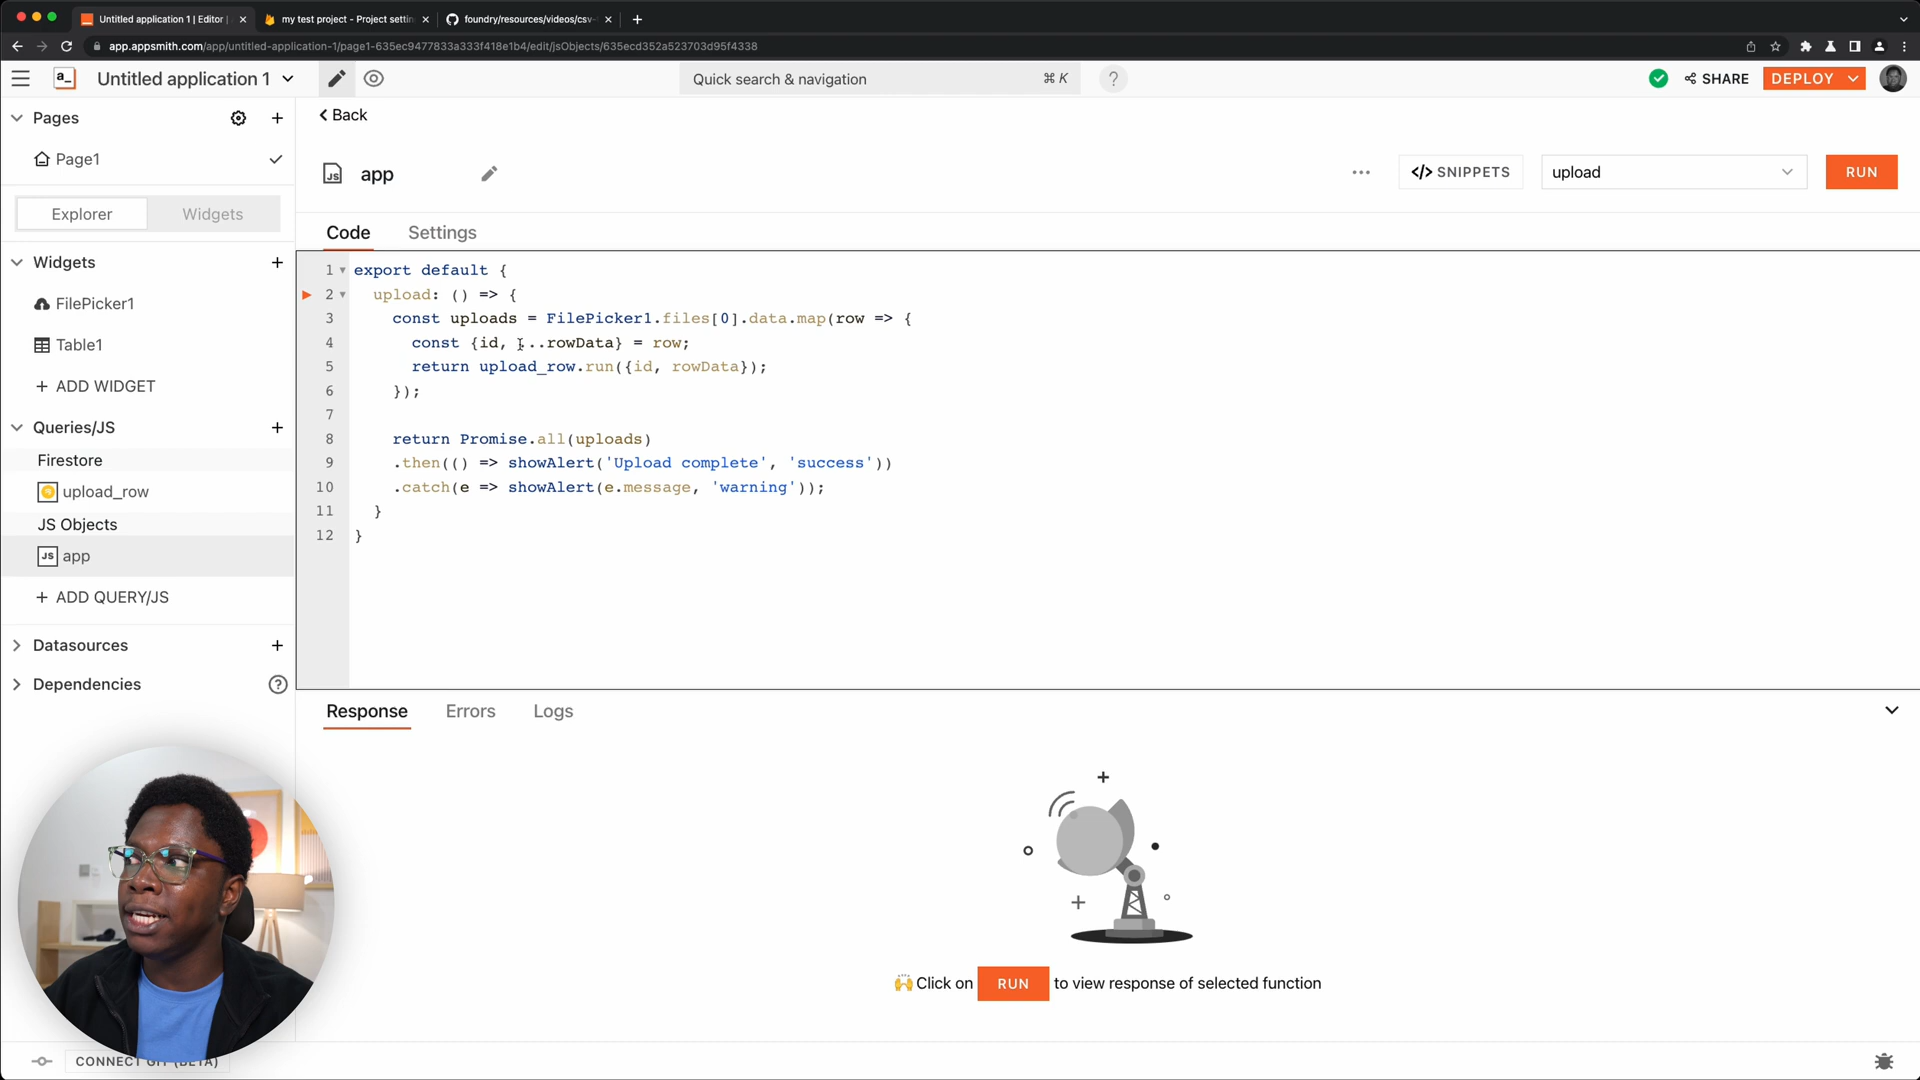 Untitled application 1 | Editor |
my test project - Project settin
foundry/resources/videos/csv-
app.appsmith.com/app/untitled-application-1/page1-635ec9477833a333f418e1b4/edit/jsObjects/635ecd352a523703d95f4338
a_
Untitled application 1
Quick search & navigation
⌘ K
?
SHARE
DEPLOY
Pages
Page1
Explorer
Widgets
Widgets
FilePicker1
Table1
+ ADD WIDGET
Queries/JS
Firestore
upload_row
JS Objects
JS app
+ ADD QUERY/JS
Datasources
Dependencies
?
Back
JS app
</> SNIPPETS
upload
RUN
Code
Settings
1 export default {
2 upload: () => {
3 const uploads = FilePicker1.files[0].data.map(row => {
4 const {id, ...rowData} = row;
5 return upload_row.run({id, rowData});
6 });
7
8 return Promise.all(uploads)
9 .then(() => showAlert('Upload complete', 'success'))
10 .catch(e => showAlert(e.message, 'warning'));
11 }
12 }
Response
Errors
Logs
🙌 Click on RUN to view response of selected function
CONNECT GIT (BETA)